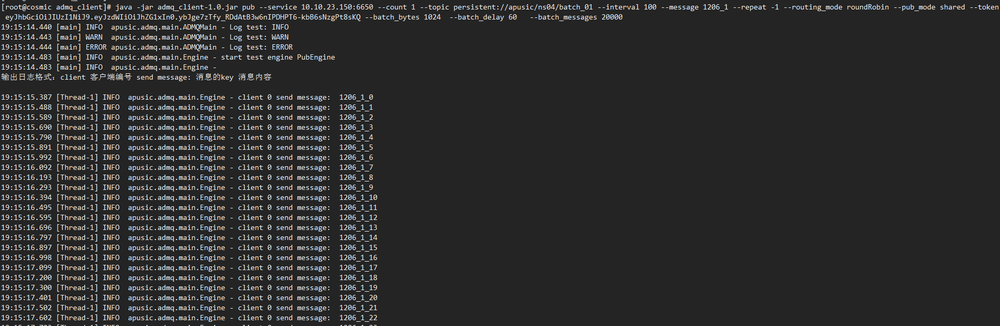 [root@cosmic admq_client]# java -jar admq_client-1.0.jar pub --service 10.10.23.150:6650 --count 1 --topic persistent://apusic/ns04/batch_01 --interval 100 --message 1206_1 --repeat -1 --routing_mode roundRobin --pub_mode shared --token
eyJhbGciOiJIUzI1NiJ9.eyJzdWIiOiJhZG1xIn0.ybJge7zTfy_RDdAtB3w6nIPDHPT6-kbB6sNzgPt8sKQ --batch_bytes 1024  --batch_delay 60   --batch_messages 20000
19:15:14.440 [main] INFO  apusic.admq.main.ADMQMain - Log test: INFO
19:15:14.443 [main] WARN  apusic.admq.main.ADMQMain - Log test: WARN
19:15:14.444 [main] ERROR apusic.admq.main.ADMQMain - Log test: ERROR
19:15:14.483 [main] INFO  apusic.admq.main.Engine - start test engine PubEngine
19:15:14.483 [main] INFO  apusic.admq.main.Engine -
输出日志格式: client 客户端编号 send message: 消息的key 消息内容
19:15:15.387 [Thread-1] INFO  apusic.admq.main.Engine - client 0 send message:  1206_1_0
19:15:15.488 [Thread-1] INFO  apusic.admq.main.Engine - client 0 send message:  1206_1_1
19:15:15.589 [Thread-1] INFO  apusic.admq.main.Engine - client 0 send message:  1206_1_2
19:15:15.690 [Thread-1] INFO  apusic.admq.main.Engine - client 0 send message:  1206_1_3
19:15:15.790 [Thread-1] INFO  apusic.admq.main.Engine - client 0 send message:  1206_1_4
19:15:15.891 [Thread-1] INFO  apusic.admq.main.Engine - client 0 send message:  1206_1_5
19:15:15.992 [Thread-1] INFO  apusic.admq.main.Engine - client 0 send message:  1206_1_6
19:15:16.092 [Thread-1] INFO  apusic.admq.main.Engine - client 0 send message:  1206_1_7
19:15:16.193 [Thread-1] INFO  apusic.admq.main.Engine - client 0 send message:  1206_1_8
19:15:16.293 [Thread-1] INFO  apusic.admq.main.Engine - client 0 send message:  1206_1_9
19:15:16.394 [Thread-1] INFO  apusic.admq.main.Engine - client 0 send message:  1206_1_10
19:15:16.495 [Thread-1] INFO  apusic.admq.main.Engine - client 0 send message:  1206_1_11
19:15:16.595 [Thread-1] INFO  apusic.admq.main.Engine - client 0 send message:  1206_1_12
19:15:16.696 [Thread-1] INFO  apusic.admq.main.Engine - client 0 send message:  1206_1_13
19:15:16.797 [Thread-1] INFO  apusic.admq.main.Engine - client 0 send message:  1206_1_14
19:15:16.897 [Thread-1] INFO  apusic.admq.main.Engine - client 0 send message:  1206_1_15
19:15:16.998 [Thread-1] INFO  apusic.admq.main.Engine - client 0 send message:  1206_1_16
19:15:17.099 [Thread-1] INFO  apusic.admq.main.Engine - client 0 send message:  1206_1_17
19:15:17.200 [Thread-1] INFO  apusic.admq.main.Engine - client 0 send message:  1206_1_18
19:15:17.300 [Thread-1] INFO  apusic.admq.main.Engine - client 0 send message:  1206_1_19
19:15:17.401 [Thread-1] INFO  apusic.admq.main.Engine - client 0 send message:  1206_1_20
19:15:17.502 [Thread-1] INFO  apusic.admq.main.Engine - client 0 send message:  1206_1_21
19:15:17.602 [Thread-1] INFO  apusic.admq.main.Engine - client 0 send message:  1206_1_22